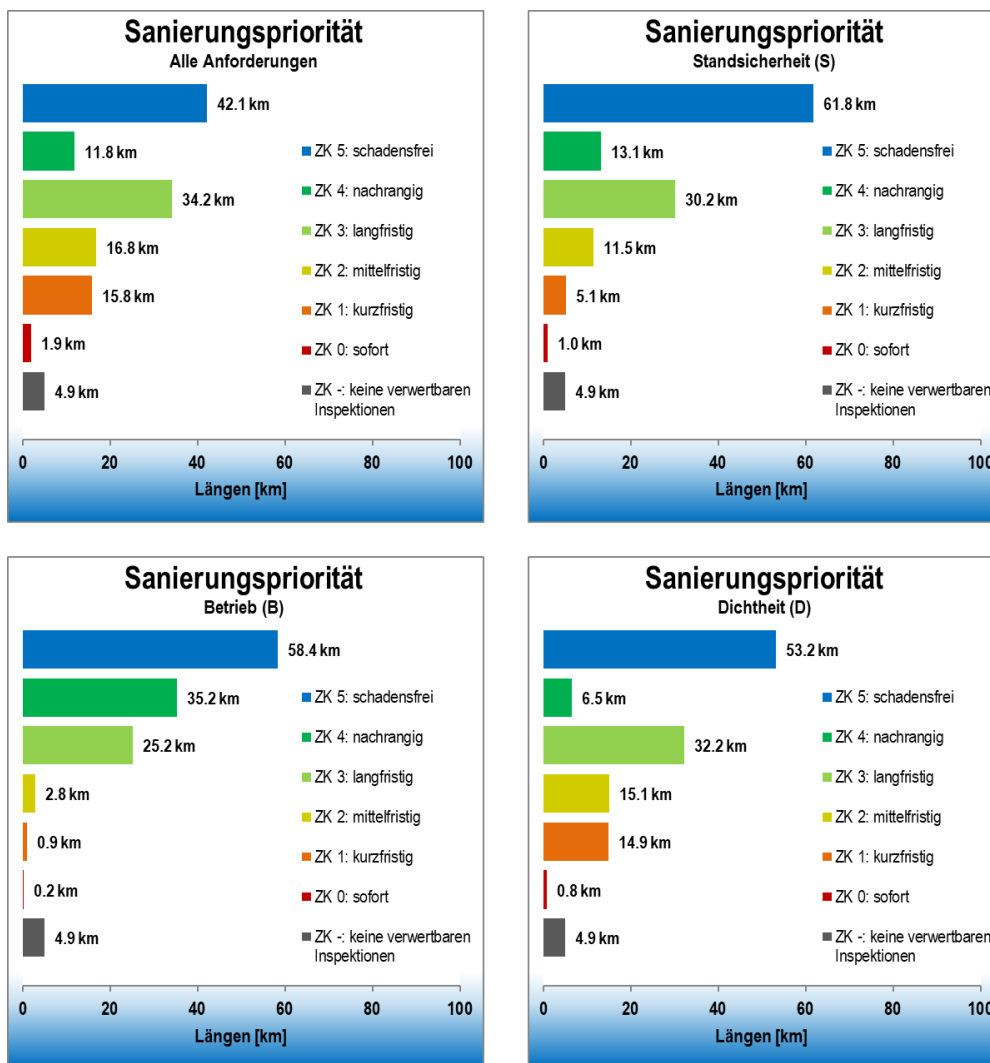 Sanierungspriorität
Alle Anforderungen
42.1 km
11.8 km
34.2 km
16.8 km
15.8 km
1.9 km
4.9 km
ZK 5: schadensfrei
ZK 4: nachrangig
ZK 3: langfristig
ZK 2: mittelfristig
ZK 1: kurzfristig
ZK 0: sofort
ZK -: keine verwertbaren
Inspektionen
0 20 40 60 80 100
Längen [km]
Sanierungspriorität
Standsicherheit (S)
61.8 km
13.1 km
30.2 km
11.5 km
5.1 km
1.0 km
4.9 km
ZK 5: schadensfrei
ZK 4: nachrangig
ZK 3: langfristig
ZK 2: mittelfristig
ZK 1: kurzfristig
ZK 0: sofort
ZK -: keine verwertbaren
Inspektionen
0 20 40 60 80 100
Längen [km]
Sanierungspriorität
Betrieb (B)
58.4 km
35.2 km
25.2 km
2.8 km
0.9 km
0.2 km
4.9 km
ZK 5: schadensfrei
ZK 4: nachrangig
ZK 3: langfristig
ZK 2: mittelfristig
ZK 1: kurzfristig
ZK 0: sofort
ZK -: keine verwertbaren
Inspektionen
0 20 40 60 80 100
Längen [km]
Sanierungspriorität
Dichtheit (D)
53.2 km
6.5 km
32.2 km
15.1 km
14.9 km
0.8 km
4.9 km
ZK 5: schadensfrei
ZK 4: nachrangig
ZK 3: langfristig
ZK 2: mittelfristig
ZK 1: kurzfristig
ZK 0: sofort
ZK -: keine verwertbaren
Inspektionen
0 20 40 60 80 100
Längen [km]